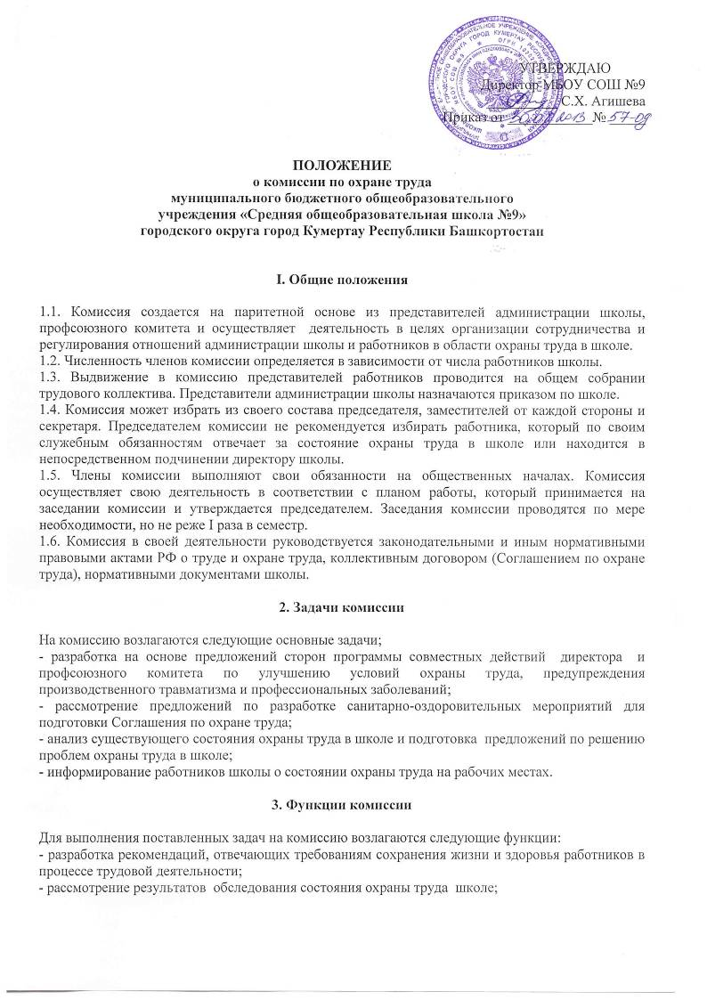 УТВЕРЖДАЮ
Директор МБОУ СОШ №9
С.Х. Агишева
Приказ от 2013 № 57-од
ПОЛОЖЕНИЕ
о комиссии по охране труда
муниципального бюджетного общеобразовательного
учреждения «Средняя общеобразовательная школа №9»
городского округа город Кумертау Республики Башкортостан
I. Общие положения
1.1. Комиссия создается на паритетной основе из представителей администрации школы,
профсоюзного комитета и осуществляет деятельность в целях организации сотрудничества и
регулирования отношений администрации школы и работников в области охраны труда в школе.
1.2. Численность членов комиссии определяется в зависимости от числа работников школы.
1.3. Выдвижение в комиссию представителей работников проводится на общем собрании
трудового коллектива. Представители администрации школы назначаются приказом по школе.
1.4. Комиссия может избрать из своего состава председателя, заместителей от каждой стороны и
секретаря. Председателем комиссии не рекомендуется избирать работника, который по своим
служебным обязанностям отвечает за состояние охраны труда в школе или находится в
непосредственном подчинении директору школы.
1.5. Члены комиссии выполняют свои обязанности на общественных началах. Комиссия
осуществляет свою деятельность в соответствии с планом работы, который принимается на
заседании комиссии и утверждается председателем. Заседания комиссии проводятся по мере
необходимости, но не реже I раза в семестр.
1.6. Комиссия в своей деятельности руководствуется законодательными и иным нормативными
правовыми актами РФ о труде и охране труда, коллективным договором (Соглашением по охране
труда), нормативными документами школы.
2. Задачи комиссии
На комиссию возлагаются следующие основные задачи;
- разработка на основе предложений сторон программы совместных действий директора и
профсоюзного комитета по улучшению условий охраны труда, предупреждения
производственного травматизма и профессиональных заболеваний;
- рассмотрение предложений по разработке санитарно-оздоровительных мероприятий для
подготовки Соглашения по охране труда;
- анализ существующего состояния охраны труда в школе и подготовка предложений по решению
проблем охраны труда в школе;
- информирование работников школы о состоянии охраны труда на рабочих местах.
3. Функции комиссии
Для выполнения поставленных задач на комиссию возлагаются следующие функции:
- разработка рекомендаций, отвечающих требованиям сохранения жизни и здоровья работников в
процессе трудовой деятельности;
- рассмотрение результатов обследования состояния охраны труда школе;